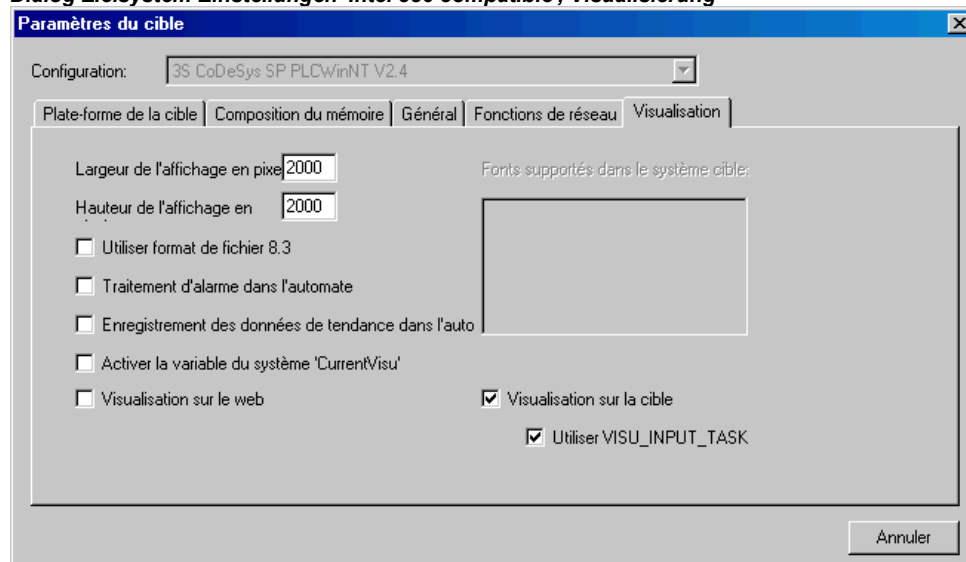 Dialog Zielsystem Einstellungen 'Intel 386 compatible', Visualisierung
Paramètres du cible
Configuration: 3S CoDeSys SP PLCWinNT V2.4
Plate-forme de la cible Composition du mémoire Général Fonctions de réseau Visualisation
Largeur de l'affichage en pixe 2000 Fonts supportés dans le système cible:
Hauteur de l'affichage en 2000
Utiliser format de fichier 8.3
Traitement d'alarme dans l'automate
Enregistrement des données de tendance dans l'auto
Activer la variable du système 'CurrentVisu'
Visualisation sur le web Visualisation sur la cible
Utiliser VISU_INPUT_TASK
Annuler